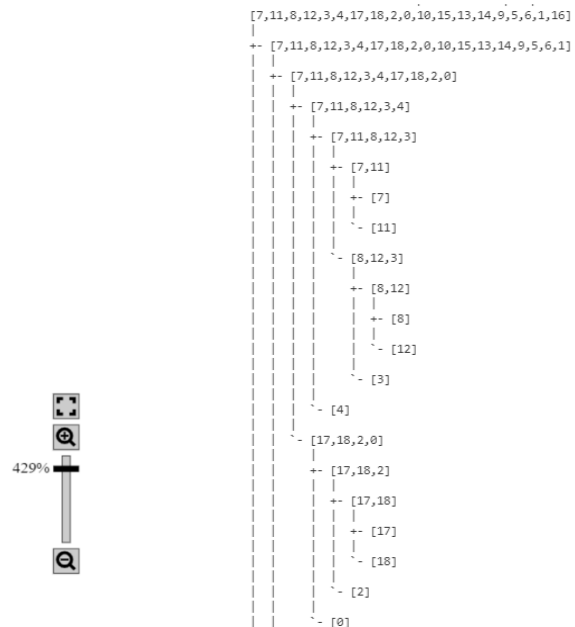 [7,11,8,12,3,4,17,18,2,0,10,15,13,14,9,5,6,1,16]
|
+- [7,11,8,12,3,4,17,18,2,0,10,15,13,14,9,5,6,1]
|  |
|  +- [7,11,8,12,3,4,17,18,2,0]
|  |  |
|  |  +- [7,11,8,12,3,4]
|  |  |  |
|  |  |  +- [7,11,8,12,3]
|  |  |  |  |
|  |  |  |  +- [7,11]
|  |  |  |  |  |
|  |  |  |  |  +- [7]
|  |  |  |  |  |
|  |  |  |  |  `- [11]
|  |  |  |  |
|  |  |  |  `- [8,12,3]
|  |  |  |     |
|  |  |  |     +- [8,12]
|  |  |  |     |  |
|  |  |  |     |  +- [8]
|  |  |  |     |  |
|  |  |  |     |  `- [12]
|  |  |  |     |
|  |  |  |     `- [3]
|  |  |  |
|  |  |  `- [4]
|  |  |
|  |  `- [17,18,2,0]
|  |     |
429%
|  |     +- [17,18,2]
|  |     |  |
|  |     |  +- [17,18]
|  |     |  |  |
|  |     |  |  +- [17]
|  |     |  |  |
|  |     |  |  `- [18]
|  |     |  |
|  |     |  `- [2]
|  |     |
|  |     `- [0]